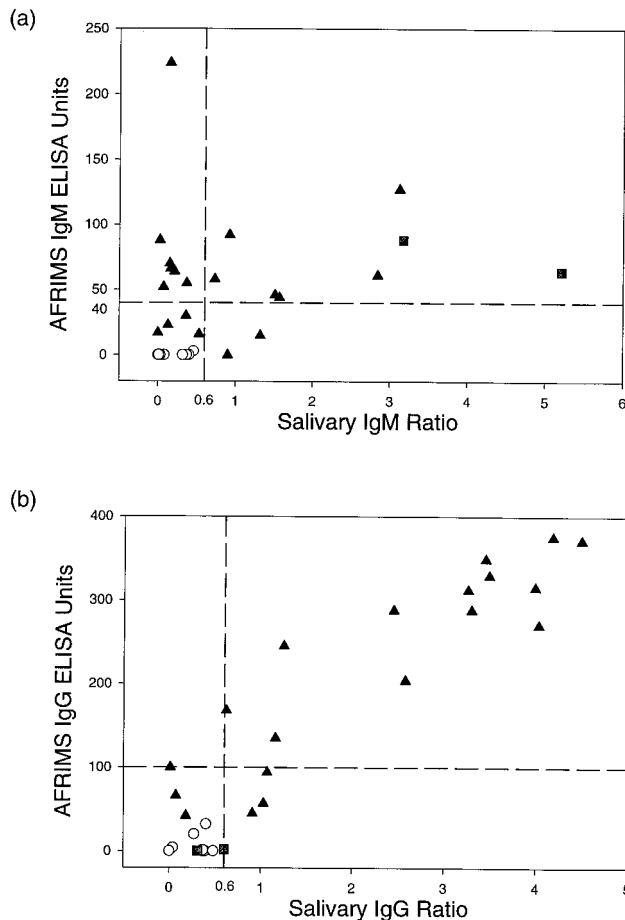 (a)
AFRIMS IgM ELISA Units
250
200
150
100
50
40
0
0 0.6 1 2 3 4 5 6
Salivary IgM Ratio
(b)
AFRIMS IgG ELISA Units
400
300
200
100
0
0 0.6 1 2 3 4 5
Salivary IgG Ratio